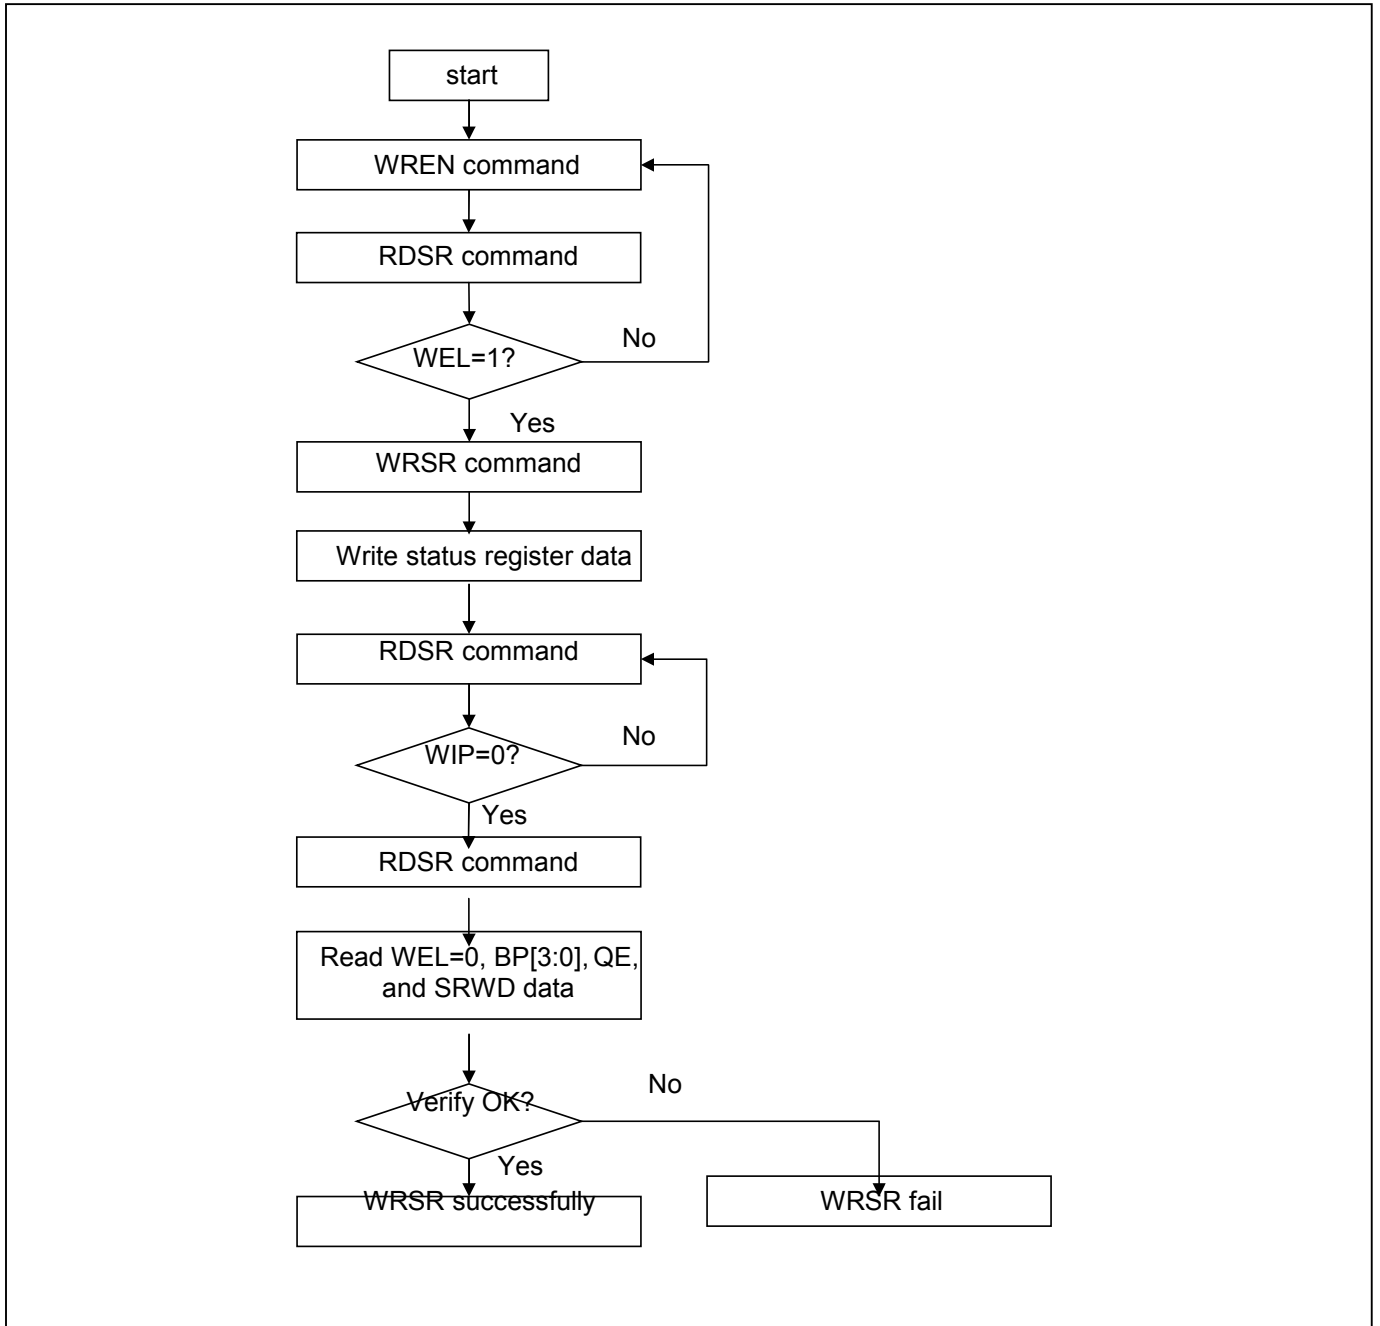 start
WREN command
RDSR command
No
WEL=1?
Yes
WRSR command
Write status register data
RDSR command
No
WIP=0?
Yes
RDSR command
Read WEL=0, BP[3:0], QE,
and SRWD data
No
Verify OK?
Yes
WRSR successfully
WRSR fail